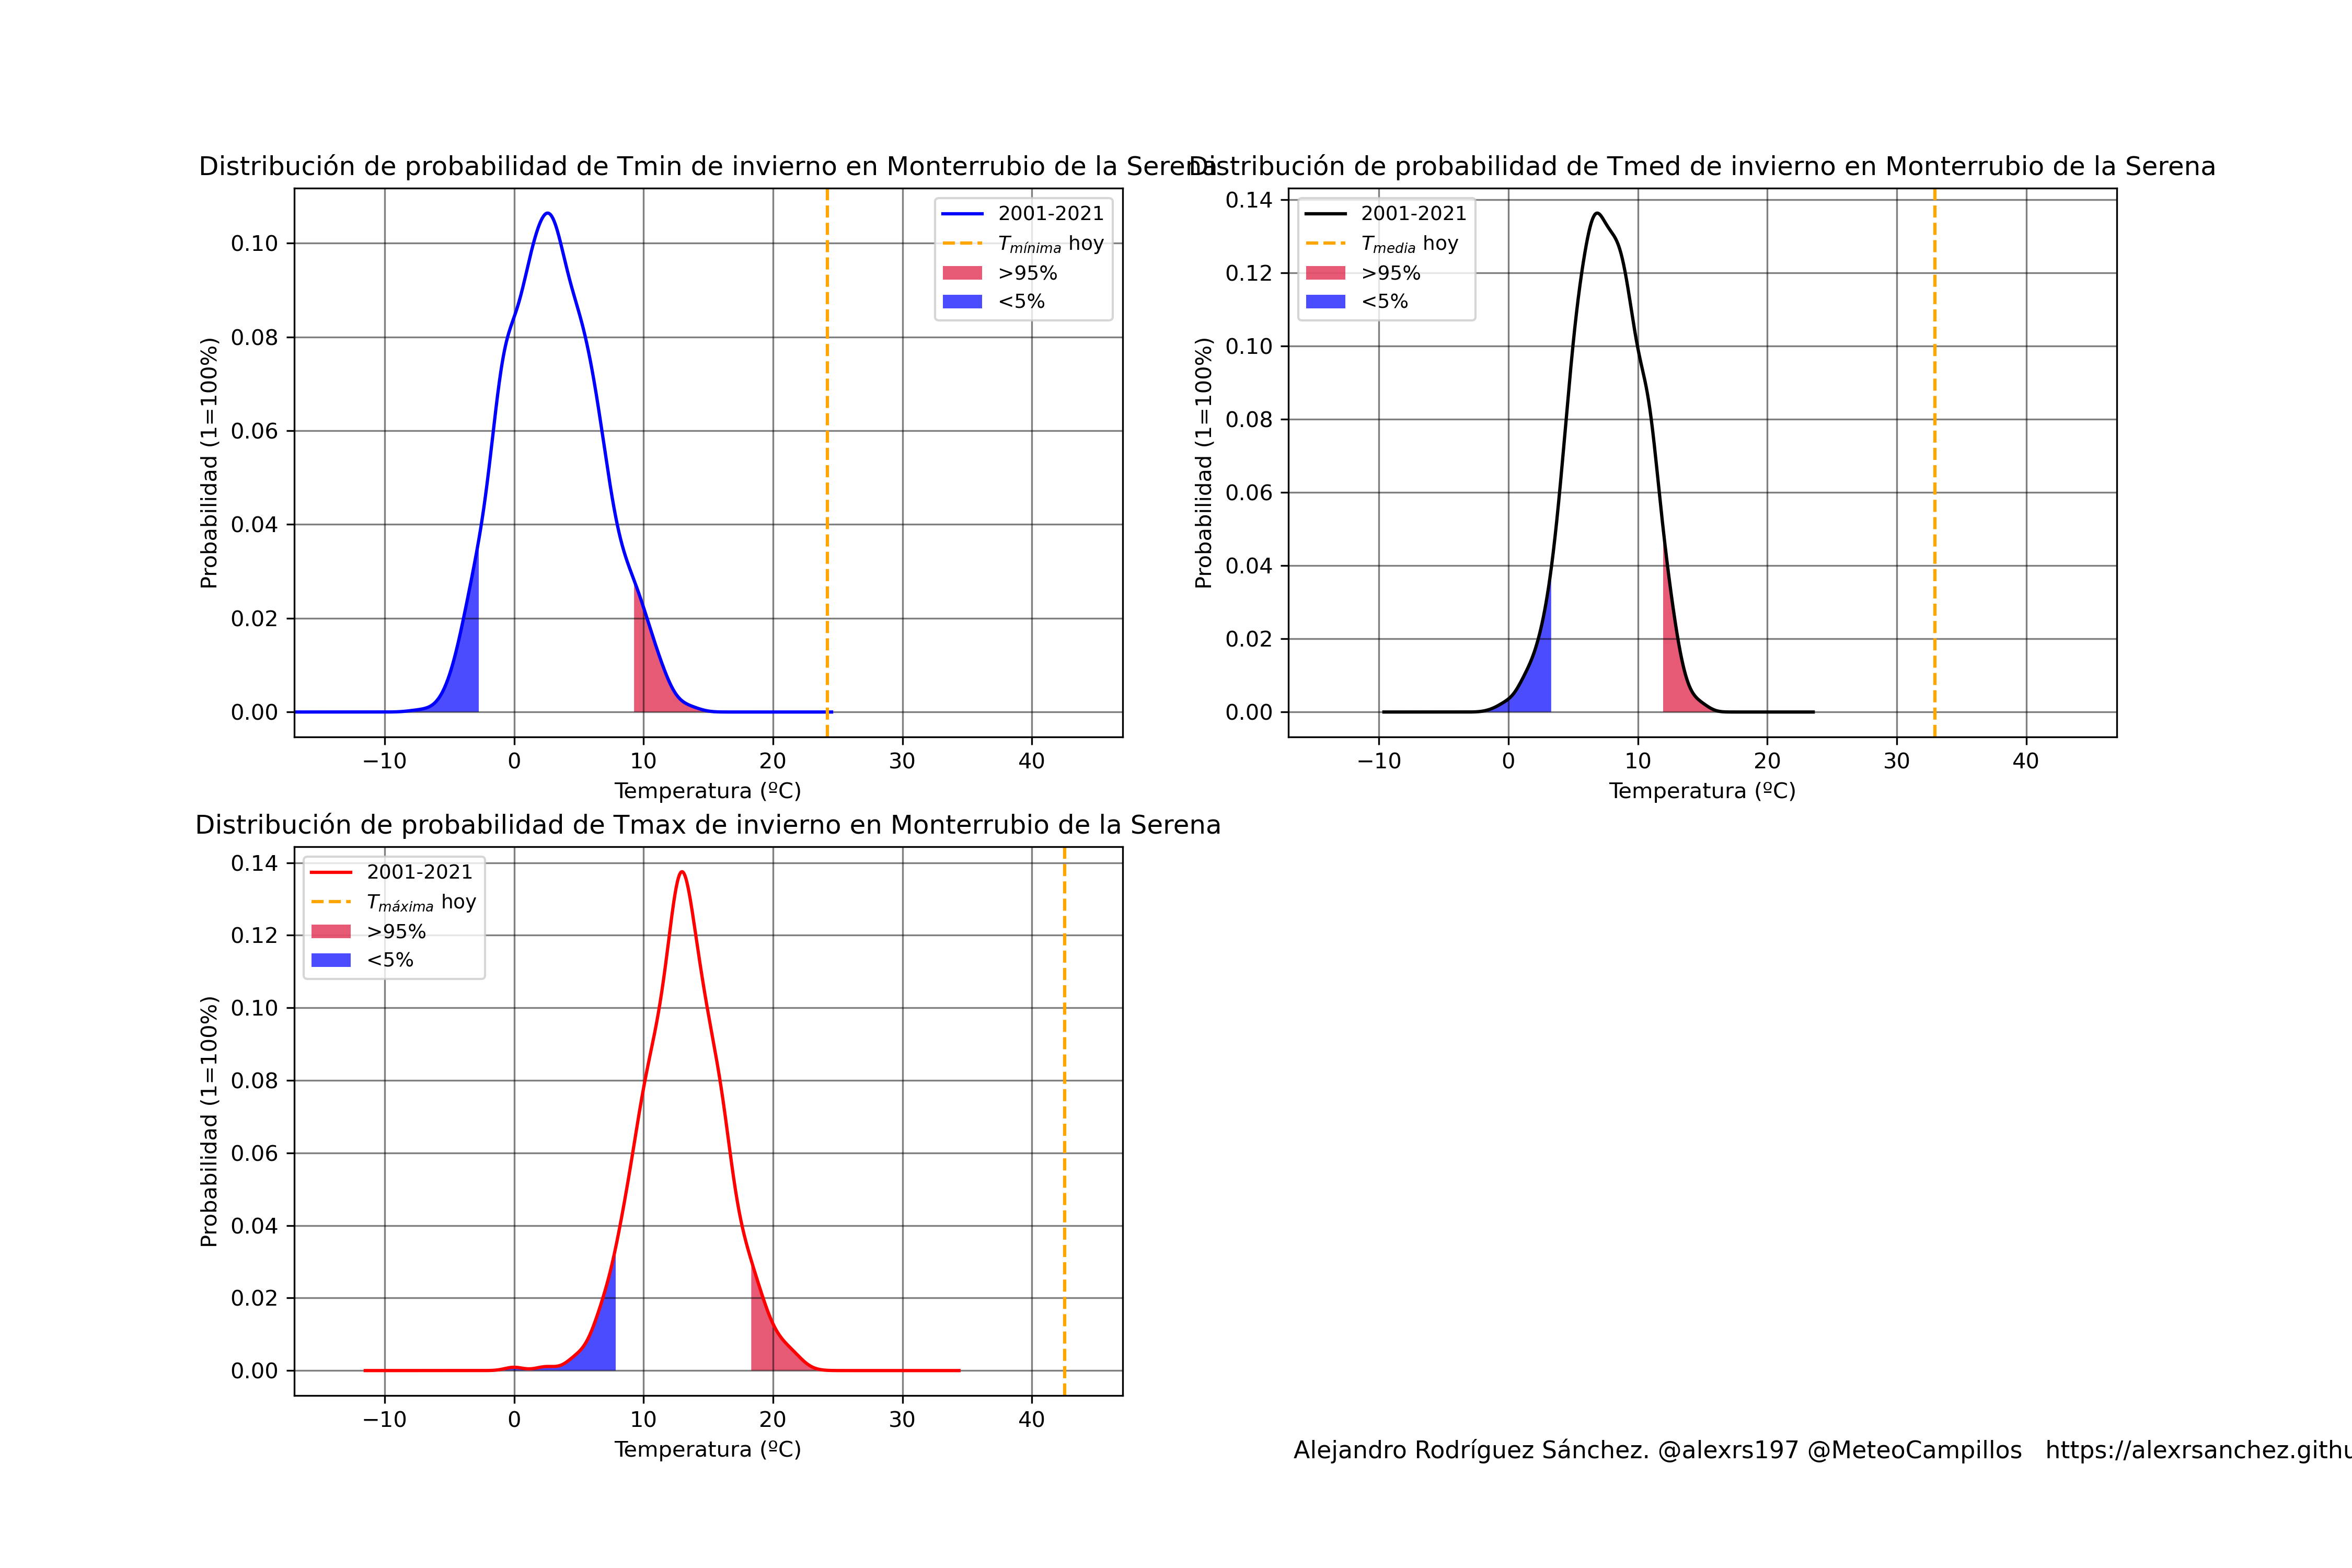 Distribución de probabilidad de Tmin de invierno en Monterrubio de la Serena
Probabilidad (1=100%)
0.10
0.08
0.06
0.04
0.02
0.00
2001-2021
Tmínima hoy
>95%
<5%
−10 0 10 20 30 40
Temperatura (ºC)
Distribución de probabilidad de Tmed de invierno en Monterrubio de la Serena
Probabilidad (1=100%)
0.14
0.12
0.10
0.08
0.06
0.04
0.02
0.00
2001-2021
Tmedia hoy
>95%
<5%
−10 0 10 20 30 40
Temperatura (ºC)
Distribución de probabilidad de Tmax de invierno en Monterrubio de la Serena
Probabilidad (1=100%)
0.14
0.12
0.10
0.08
0.06
0.04
0.02
0.00
2001-2021
Tmáxima hoy
>95%
<5%
−10 0 10 20 30 40
Temperatura (ºC)
Alejandro Rodríguez Sánchez. @alexrs197 @MeteoCampillos https://alexrsanchez.githu